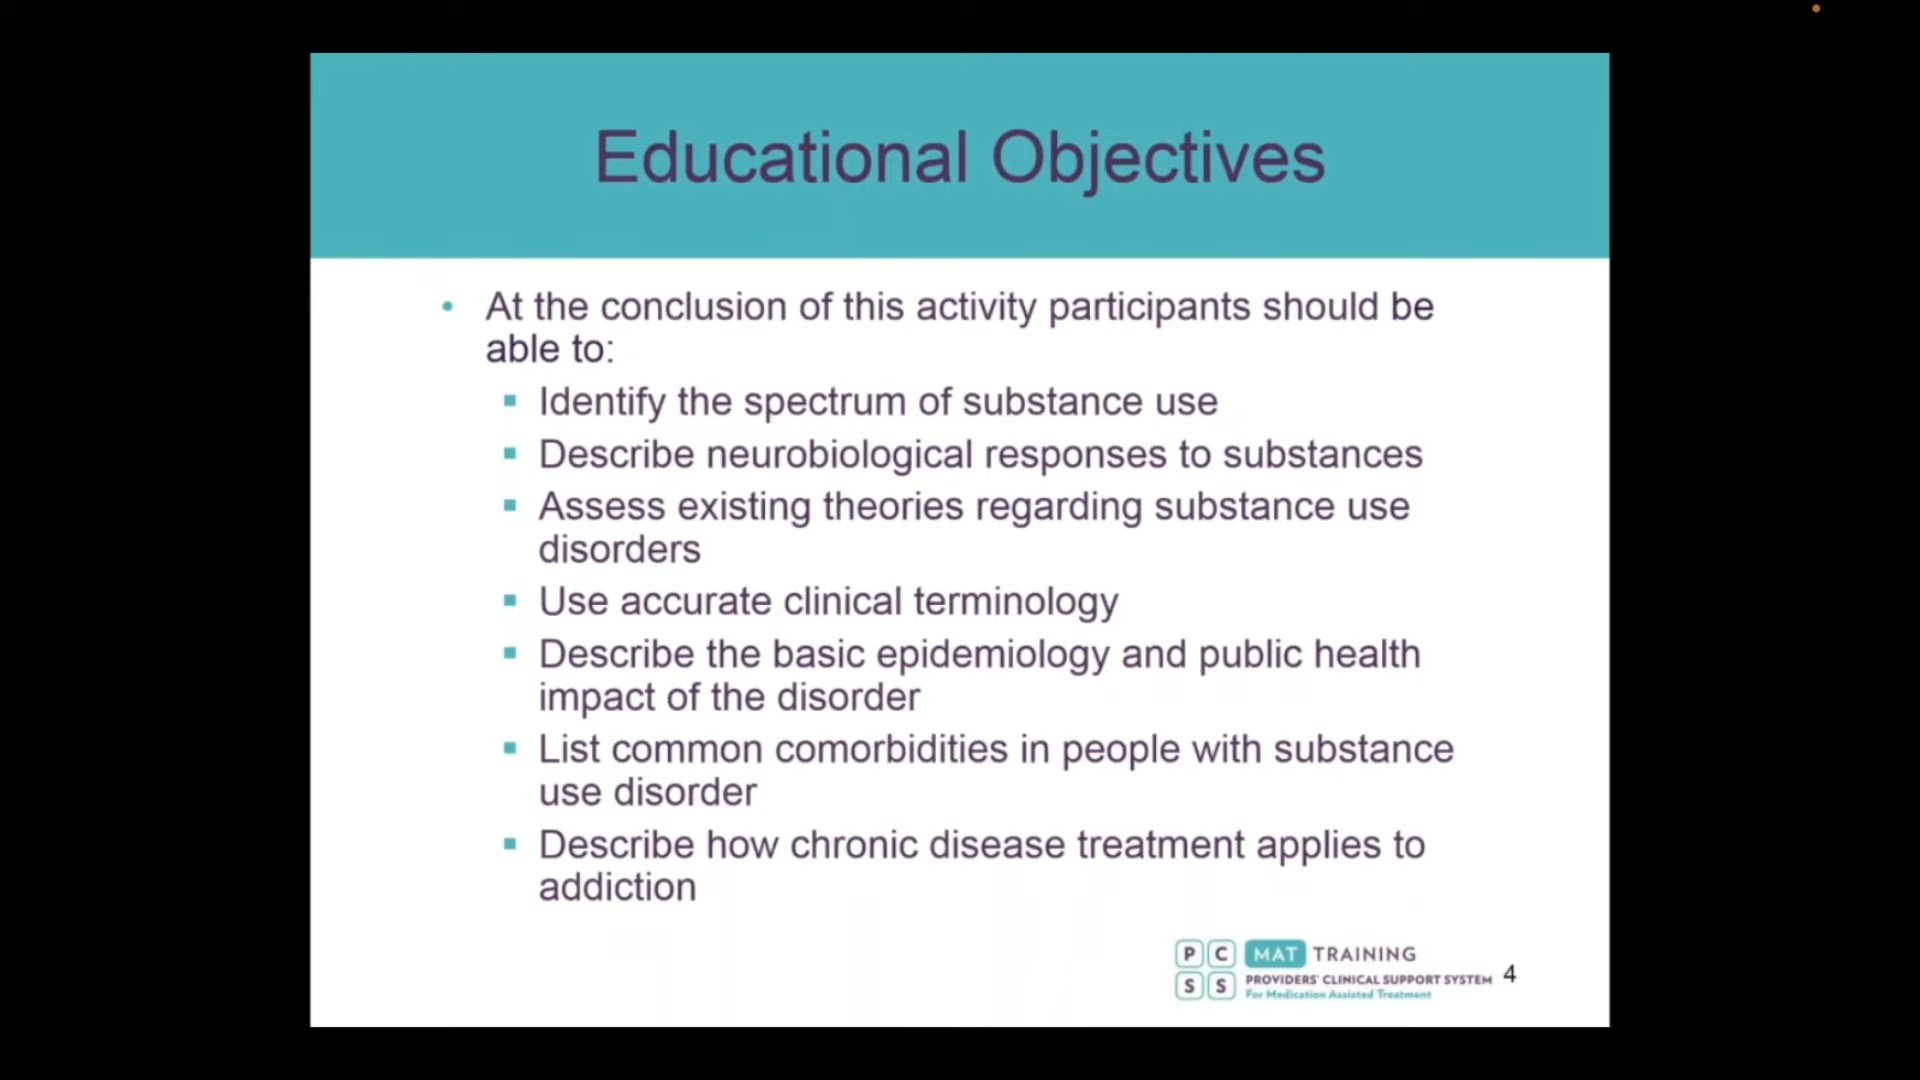 Educational Objectives
• At the conclusion of this activity participants should be
able to:
▪ Identify the spectrum of substance use
▪ Describe neurobiological responses to substances
▪ Assess existing theories regarding substance use
disorders
▪ Use accurate clinical terminology
▪ Describe the basic epidemiology and public health
impact of the disorder
▪ List common comorbidities in people with substance
use disorder
▪ Describe how chronic disease treatment applies to
addiction
P C MAT TRAINING
S S PROVIDERS' CLINICAL SUPPORT SYSTEM 4
For Medication Assisted Treatment